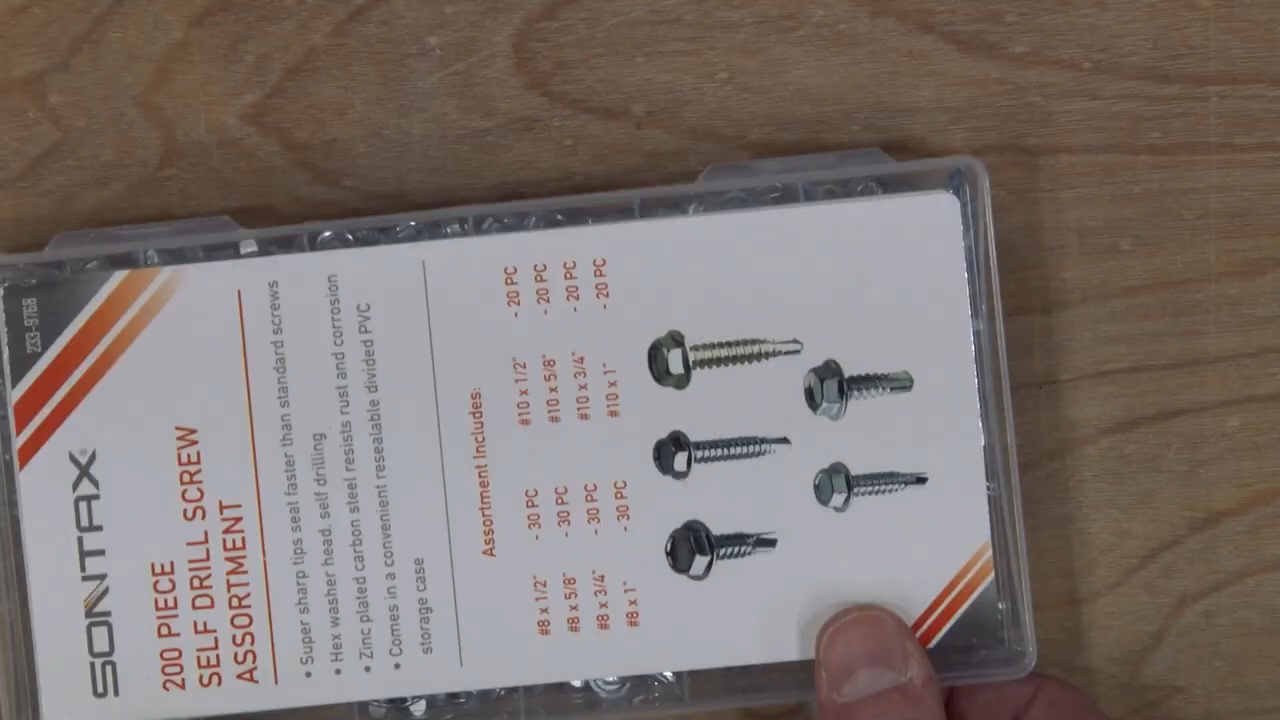 233-9768
SONTAX®
200 PIECE
SELF DRILL SCREW
ASSORTMENT
• Super sharp tips seat faster than standard screws
• Hex washer head. self drilling
• Zinc plated carbon steel resists rust and corrosion
• Comes in a convenient resealable divided PVC
storage case
Assortment Includes:
#8 x 1/2" - 30 PC #10 x 1/2" - 20 PC
#8 x 5/8" - 30 PC #10 x 5/8" - 20 PC
#8 x 3/4" - 30 PC #10 x 3/4" - 20 PC
#8 x 1" - 30 PC #10 x 1" - 20 PC